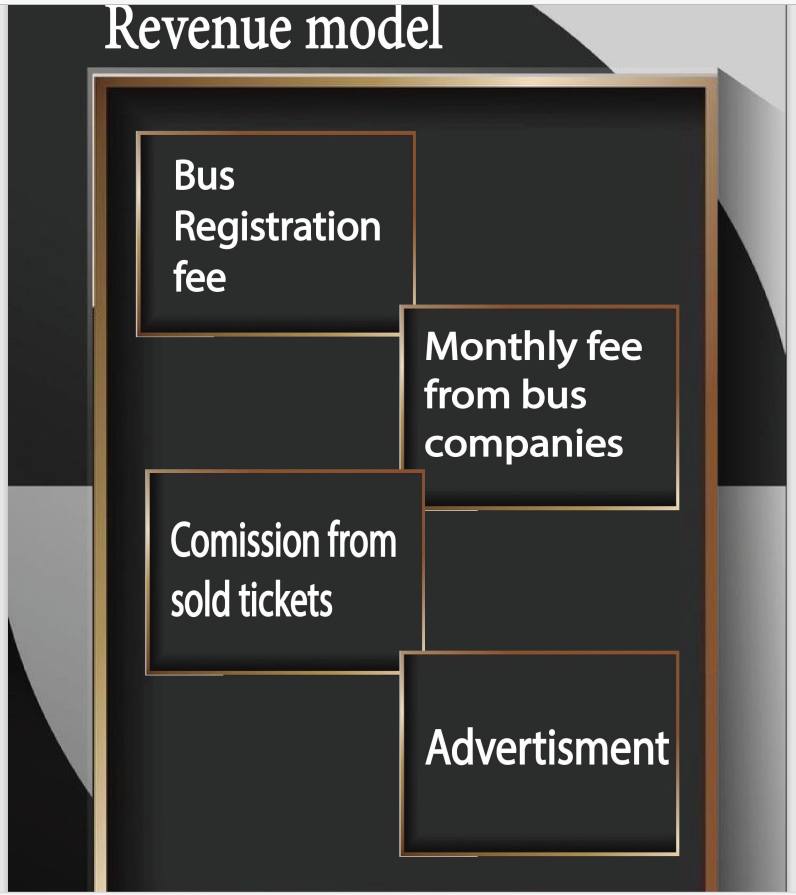 Revenue model
Bus
Registration
fee
Monthly fee
from bus
companies
Comission from
sold tickets
Advertisment